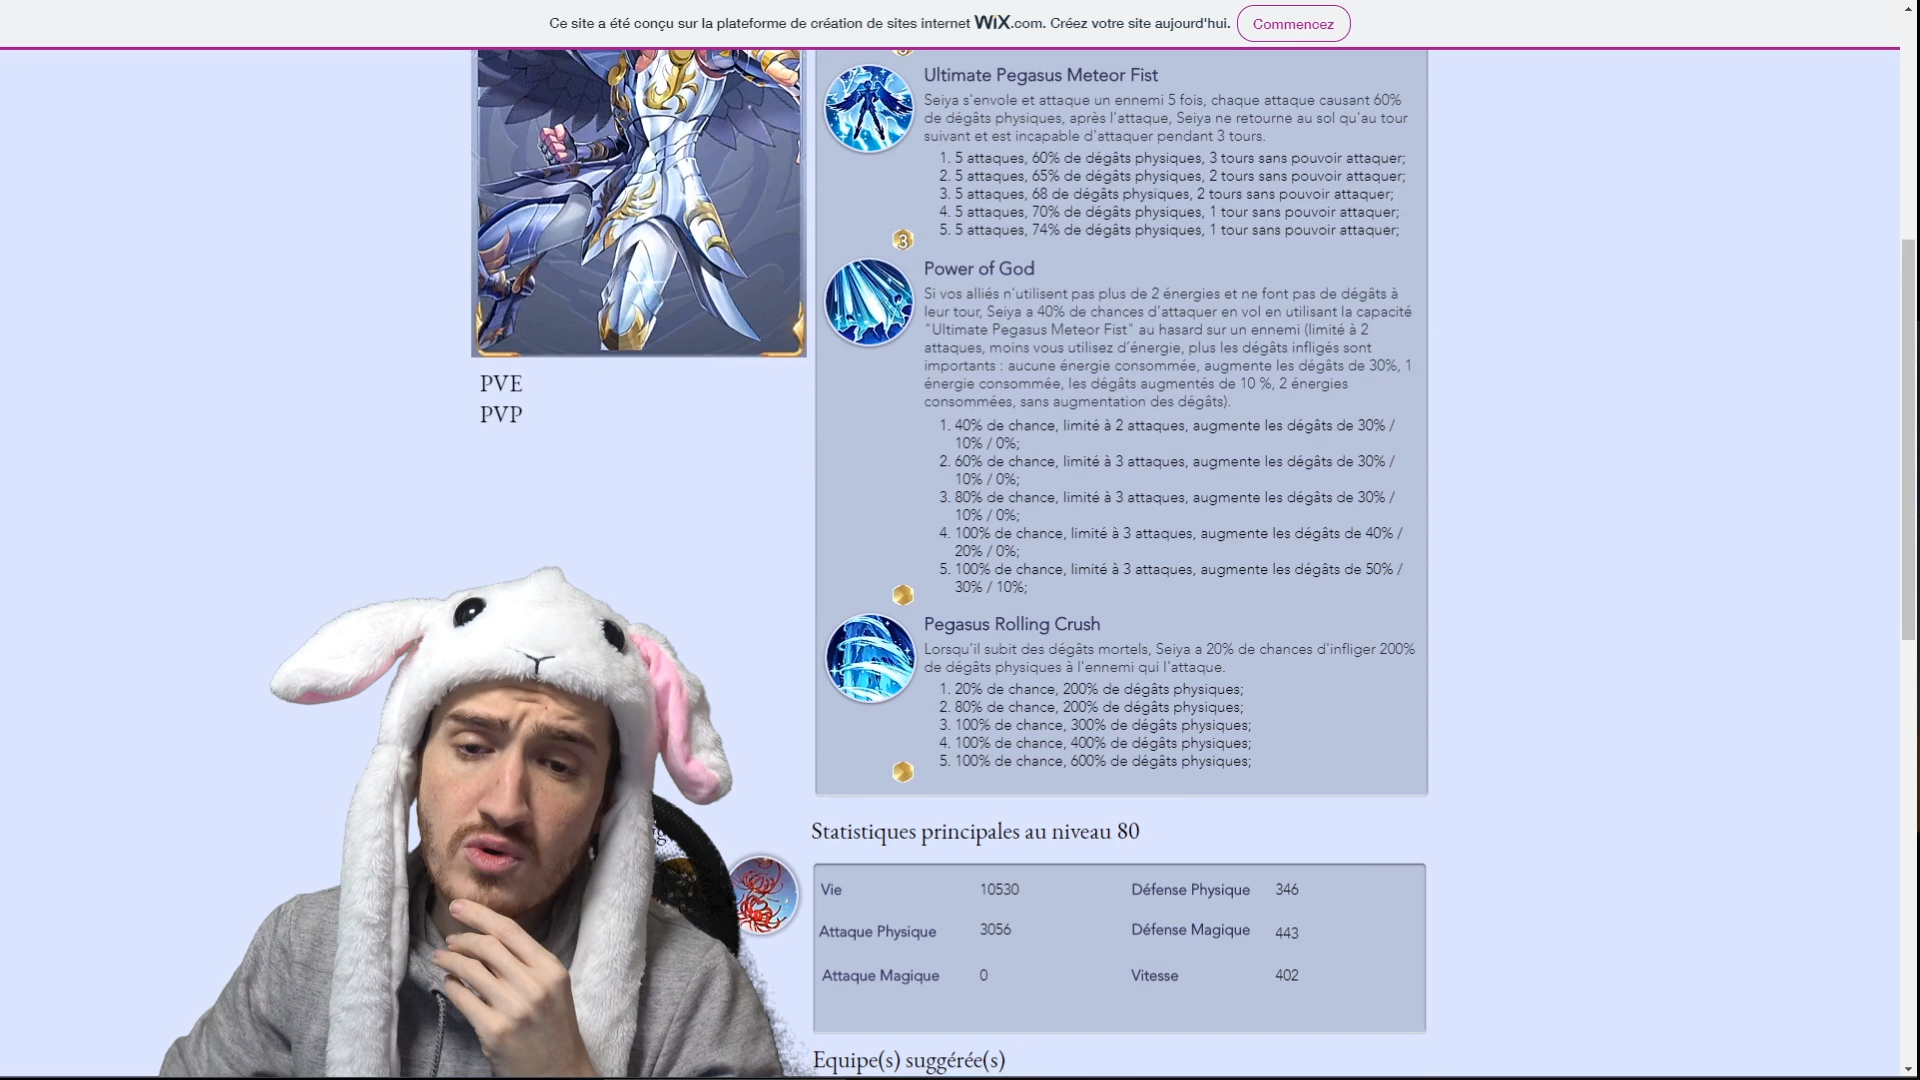 Ce site a été conçu sur la plateforme de création de sites internet WiX.com. Créez votre site aujourd'hui. Commencez
Ultimate Pegasus Meteor Fist
Seiya s'envole et attaque un ennemi 5 fois, chaque attaque causant 60%
de dégâts physiques, après l'attaque, Seiya ne retourne au sol qu'au tour
suivant et est incapable d'attaquer pendant 3 tours.
1. 5 attaques, 60% de dégâts physiques, 3 tours sans pouvoir attaquer;
2. 5 attaques, 65% de dégâts physiques, 2 tours sans pouvoir attaquer;
3. 5 attaques, 68 de dégâts physiques, 2 tours sans pouvoir attaquer;
4. 5 attaques, 70% de dégâts physiques, 1 tour sans pouvoir attaquer;
5. 5 attaques, 74% de dégâts physiques, 1 tour sans pouvoir attaquer;
3
Power of God
Si vos alliés n'utilisent pas plus de 2 énergies et ne font pas de dégâts à
leur tour, Seiya a 40% de chances d'attaquer en vol en utilisant la capacité
"Ultimate Pegasus Meteor Fist" au hasard sur un ennemi (limité à 2
attaques, moins vous utilisez d'énergie, plus les dégâts infligés sont
importants : aucune énergie consommée, augmente les dégâts de 30%, 1
énergie consommée, les dégâts augmentés de 10 %, 2 énergies
consommées, sans augmentation des dégâts).
1. 40% de chance, limité à 2 attaques, augmente les dégâts de 30% /
10% / 0%;
2. 60% de chance, limité à 3 attaques, augmente les dégâts de 30% /
10% / 0%;
3. 80% de chance, limité à 3 attaques, augmente les dégâts de 30% /
10% / 0%;
4. 100% de chance, limité à 3 attaques, augmente les dégâts de 40% /
20% / 0%;
5. 100% de chance, limité à 3 attaques, augmente les dégâts de 50% /
30% / 10%;
Pegasus Rolling Crush
Lorsqu'il subit des dégâts mortels, Seiya a 20% de chances d'infliger 200%
de dégâts physiques à l'ennemi qui l'attaque.
1. 20% de chance, 200% de dégâts physiques;
2. 80% de chance, 200% de dégâts physiques;
3. 100% de chance, 300% de dégâts physiques;
4. 100% de chance, 400% de dégâts physiques;
5. 100% de chance, 600% de dégâts physiques;
PVE
PVP
Statistiques principales au niveau 80
Vie 10530 Défense Physique 346
Attaque Physique 3056 Défense Magique 443
Attaque Magique 0 Vitesse 402
Equipe(s) suggérée(s)